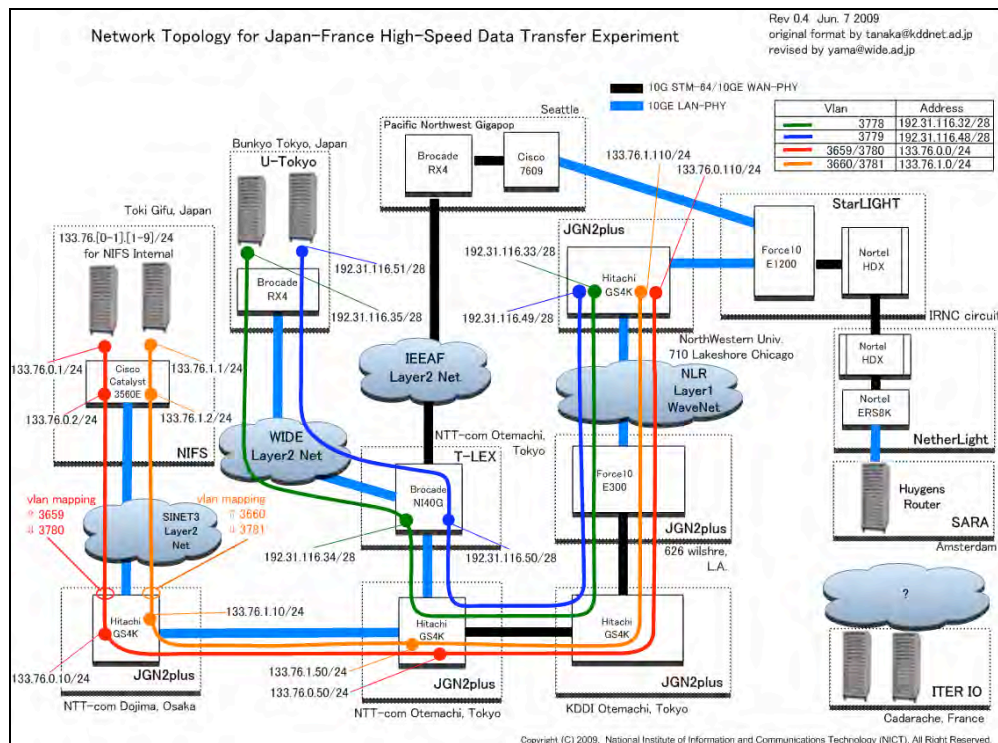 Network Topology for Japan-France High-Speed Data Transfer Experiment
Rev 0.4 Jun. 7 2009
original format by tanaka@kddnet.ad.jp
revised by yama@wide.ad.jp
10G STM-64/10GE WAN-PHY
10GE LAN-PHY
Vlan Address
3778 192.31.116.32/28
3779 192.31.116.48/28
3659/3780 133.76.0.0/24
3660/3781 133.76.1.0/24
Seattle
Pacific Northwest Gigapop
Brocade
RX4
Cisco
7609
133.76.1.110/24
133.76.0.110/24
Bunkyo Tokyo, Japan
U-Tokyo
Brocade
RX4
192.31.116.51/28
192.31.116.35/28
Toki Gifu, Japan
133.76.[0-1].[1-9]/24
for NIFS Internal
133.76.0.1/24
133.76.0.2/24
Cisco
Catalyst
3560E
133.76.1.1/24
133.76.1.2/24
NIFS
JGN2plus
192.31.116.33/28
Hitachi
GS4K
192.31.116.49/28
NorthWestern Univ.
710 Lakeshore Chicago
StarLIGHT
Force10
E1200
Nortel
HDX
IRNC circuit
Nortel
HDX
Nortel
ERS8K
NetherLight
Huygens
Router
SARA
Amsterdam
IEEAF
Layer2 Net
NLR
Layer1
WaveNet
WIDE
Layer2 Net
NTT-com Otemachi,
Tokyo
T-LEX
Brocade
NI40G
192.31.116.34/28
192.31.116.50/28
Force10
E300
JGN2plus
626 wilshre,
L.A.
vlan mapping
⇧ 3659
⇩ 3780
SINET3
Layer2
Net
vlan mapping
⇧ 3660
⇩ 3781
Hitachi
GS4K
133.76.1.10/24
133.76.0.10/24
JGN2plus
NTT-com Dojima, Osaka
Hitachi
GS4K
133.76.1.50/24
133.76.0.50/24
JGN2plus
NTT-com Otemachi, Tokyo
Hitachi
GS4K
JGN2plus
KDDI Otemachi, Tokyo
?
ITER IO
Cadarache, France
Copyright (C) 2009, National Institute of Information and Communications Technology (NICT). All Right Reserved.